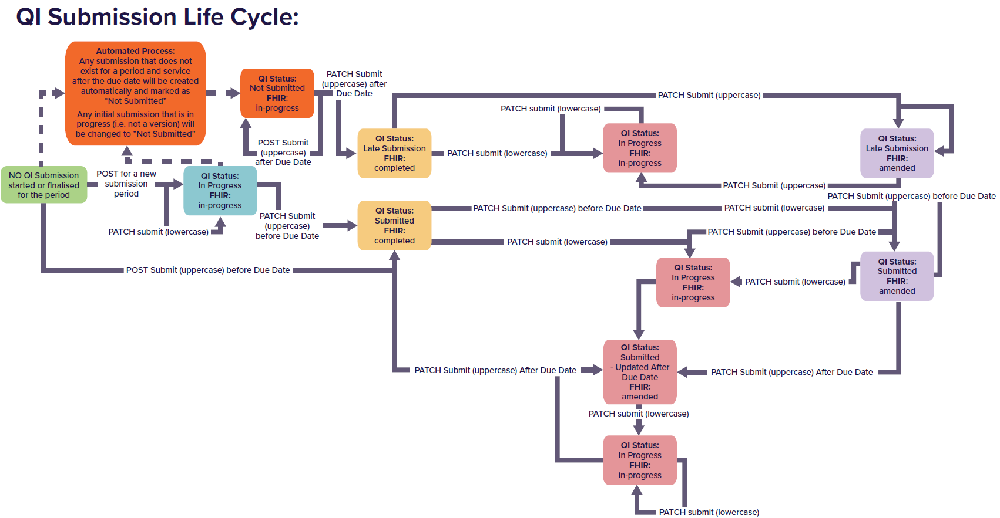 QI Submission Life Cycle:
Automated Process:
Any submission that does not
exist for a period and service
after the due date will be created
automatically and marked as
“Not Submitted”
Any initial submission that is in
progress (i.e. not a version) will
be changed to “Not Submitted”
QI Status:
Not Submitted
FHIR:
in-progress
PATCH Submit
(uppercase) after
Due Date
POST Submit
(uppercase)
after Due Date
PATCH Submit (uppercase)
PATCH submit (lowercase)
QI Status:
Late Submission
FHIR:
completed
PATCH submit (lowercase)
QI Status:
In Progress
FHIR:
in-progress
QI Status:
Late Submission
FHIR:
amended
PATCH Submit (uppercase)
NO QI Submission
started or finalised
for the period
POST for a new
submission
period
QI Status:
In Progress
FHIR:
in-progress
PATCH submit (lowercase)
PATCH Submit
(uppercase)
before Due Date
QI Status:
Submitted
FHIR:
completed
PATCH Submit (uppercase) before Due Date
PATCH Submit (uppercase) before Due Date
PATCH submit (lowercase)
PATCH submit (lowercase)
PATCH Submit (uppercase) before Due Date
POST Submit (uppercase) before Due Date
QI Status:
In Progress
FHIR:
in-progress
PATCH submit (lowercase)
QI Status:
Submitted
FHIR:
amended
PATCH Submit (uppercase) After Due Date
QI Status:
Submitted
- Updated After
Due Date
FHIR:
amended
PATCH Submit (uppercase) After Due Date
PATCH submit (lowercase)
QI Status:
In Progress
FHIR:
in-progress
PATCH submit (lowercase)